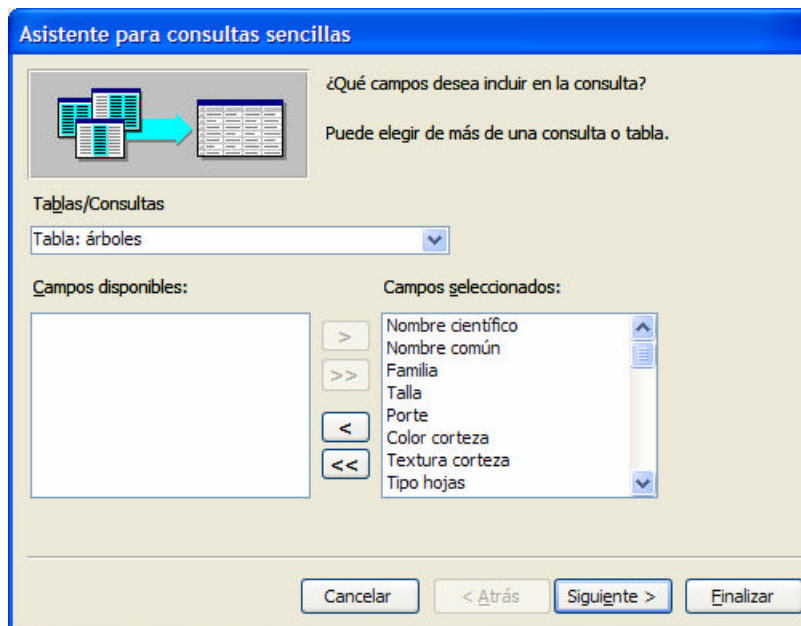 Asistente para consultas sencillas
¿Qué campos desea incluir en la consulta?
Puede elegir de más de una consulta o tabla.
Tablas/Consultas
Tabla: árboles
Campos disponibles:
Campos seleccionados:
>
>>
<
<<
Nombre científico
Nombre común
Familia
Talla
Porte
Color corteza
Textura corteza
Tipo hojas
Cancelar
< Atrás
Siguiente >
Finalizar